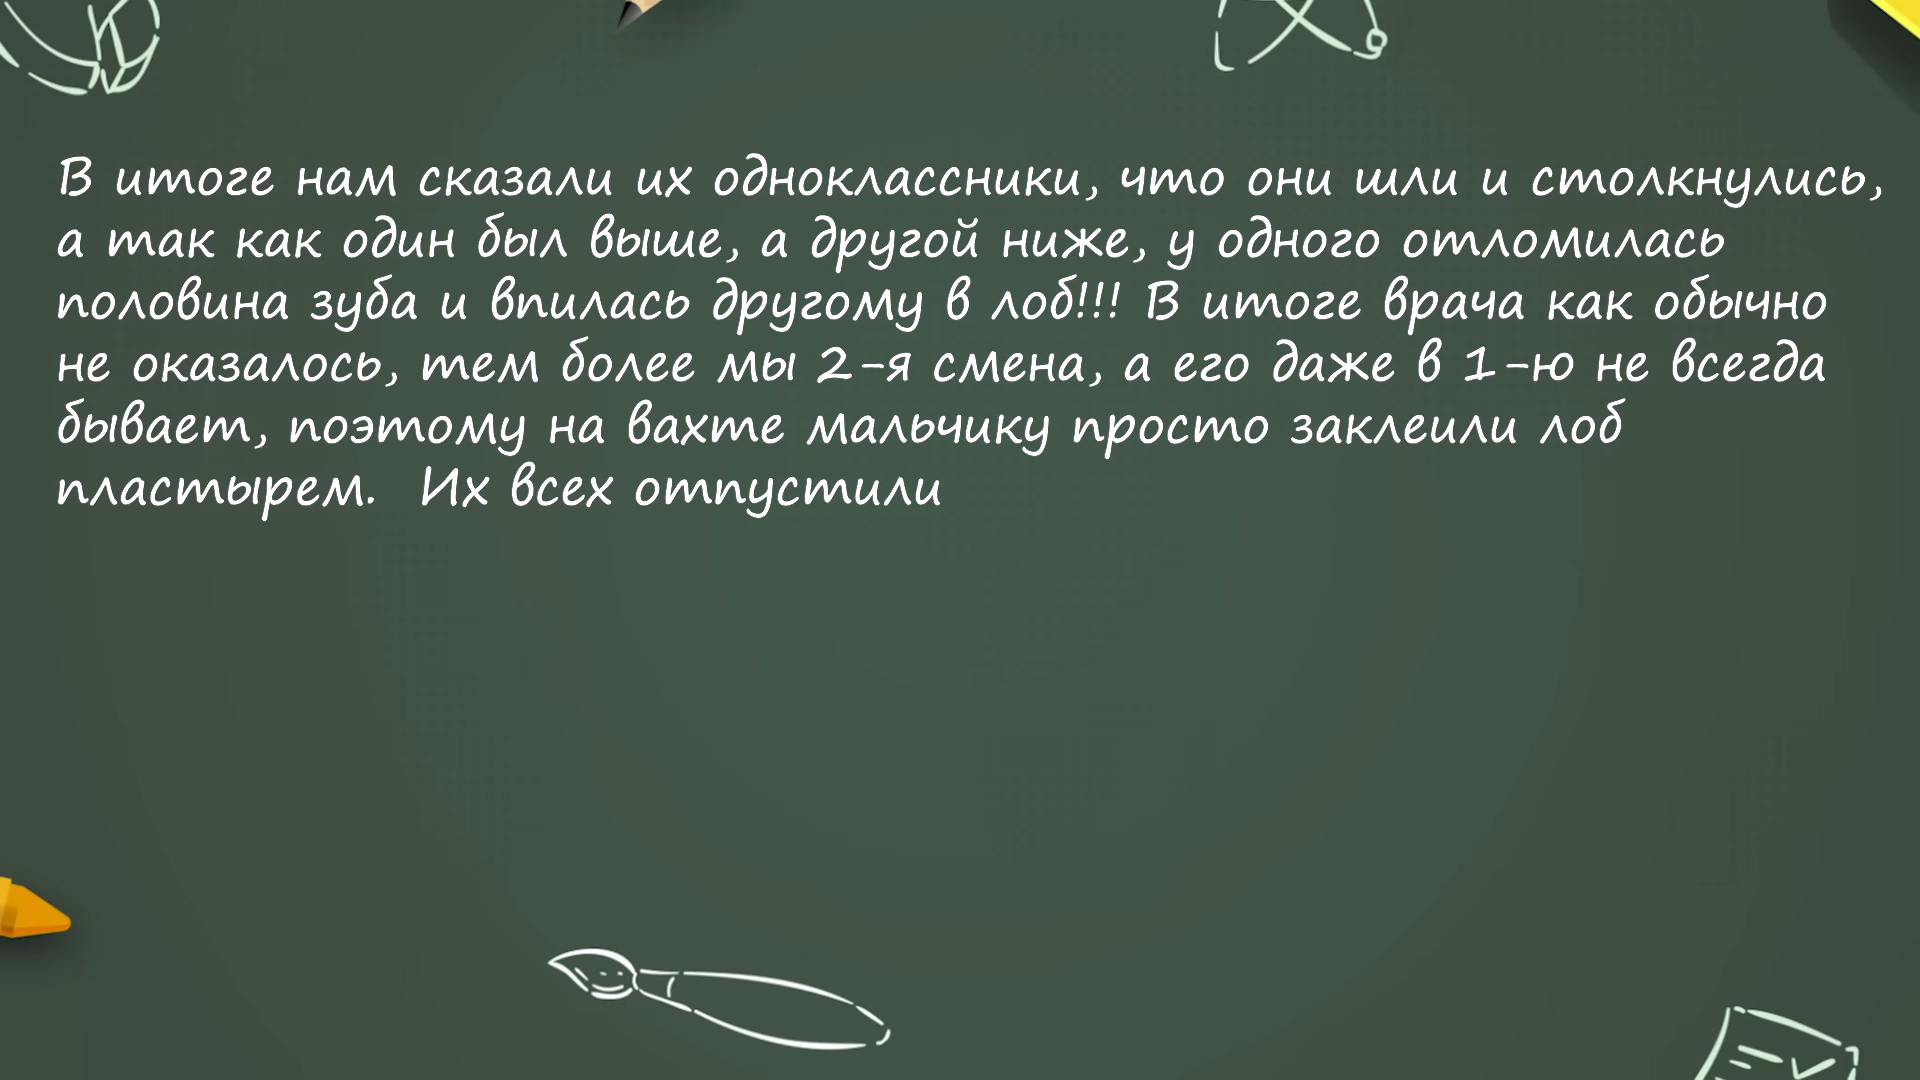 В итоге нам сказали их одноклассники, что они шли и столкнулись,
а так как один был выше, а другой ниже, у одного отломилась
половина зуба и впилась другому в лоб!!! В итоге врача как обычно
не оказалось, тем более мы 2-я смена, а его даже в 1-ю не всегда
бывает, поэтому на вахте мальчику просто заклеили лоб
пластырем.  Их всех отпустили